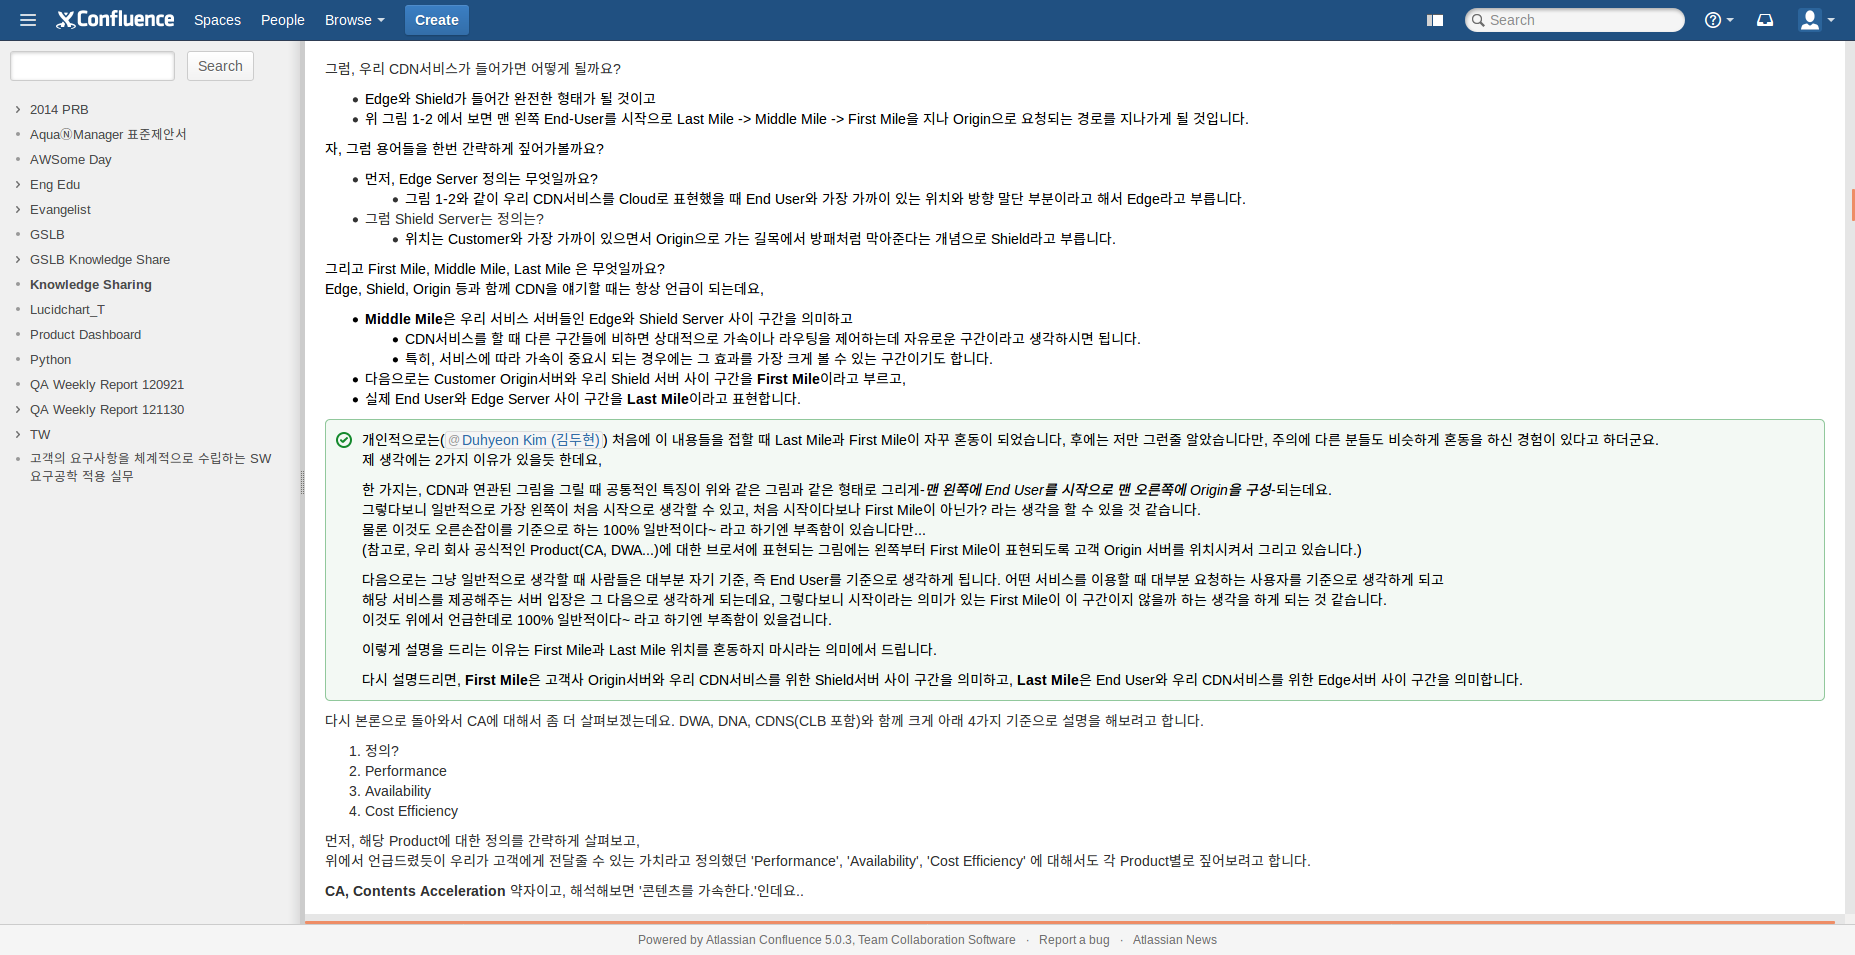 Confluence Spaces People Browse Create Search
Search
2014 PRB
AquaⓃManager 표준제안서
AWSome Day
Eng Edu
Evangelist
GSLB
GSLB Knowledge Share
Knowledge Sharing
Lucidchart_T
Product Dashboard
Python
QA Weekly Report 120921
QA Weekly Report 121130
TW
고객의 요구사항을 체계적으로 수립하는 SW
요구공학 적용 실무
그럼, 우리 CDN서비스가 들어가면 어떻게 될까요?
Edge와 Shield가 들어간 완전한 형태가 될 것이고
위 그림 1-2 에서 보면 맨 왼쪽 End-User를 시작으로 Last Mile -> Middle Mile -> First Mile을 지나 Origin으로 요청되는 경로를 지나가게 될 것입니다.
자, 그럼 용어들을 한번 간략하게 짚어가볼까요?
먼저, Edge Server 정의는 무엇일까요?
그림 1-2와 같이 우리 CDN서비스를 Cloud로 표현했을 때 End User와 가장 가까이 있는 위치와 방향 말단 부분이라고 해서 Edge라고 부릅니다.
그럼 Shield Server는 정의는?
위치는 Customer와 가장 가까이 있으면서 Origin으로 가는 길목에서 방패처럼 막아준다는 개념으로 Shield라고 부릅니다.
그리고 First Mile, Middle Mile, Last Mile 은 무엇일까요?
Edge, Shield, Origin 등과 함께 CDN을 얘기할 때는 항상 언급이 되는데요,
Middle Mile은 우리 서비스 서버들인 Edge와 Shield Server 사이 구간을 의미하고
CDN서비스를 할 때 다른 구간들에 비하면 상대적으로 가속이나 라우팅을 제어하는데 자유로운 구간이라고 생각하시면 됩니다.
특히, 서비스에 따라 가속이 중요시 되는 경우에는 그 효과를 가장 크게 볼 수 있는 구간이기도 합니다.
다음으로는 Customer Origin서버와 우리 Shield 서버 사이 구간을 First Mile이라고 부르고,
실제 End User와 Edge Server 사이 구간을 Last Mile이라고 표현합니다.
개인적으로는(@Duhyeon Kim (김두현)) 처음에 이 내용들을 접할 때 Last Mile과 First Mile이 자꾸 혼동이 되었습니다, 후에는 저만 그런줄 알았습니다만, 주의에 다른 분들도 비슷하게 혼동을 하신 경험이 있다고 하더군요.
제 생각에는 2가지 이유가 있을듯 한데요,
한 가지는, CDN과 연관된 그림을 그릴 때 공통적인 특징이 위와 같은 그림과 같은 형태로 그리게-맨 왼쪽에 End User를 시작으로 맨 오른쪽에 Origin을 구성-되는데요.
그렇다보니 일반적으로 가장 왼쪽이 처음 시작으로 생각할 수 있고, 처음 시작이다보나 First Mile이 아닌가? 라는 생각을 할 수 있을 것 같습니다.
물론 이것도 오른손잡이를 기준으로 하는 100% 일반적이다~ 라고 하기엔 부족함이 있습니다만...
(참고로, 우리 회사 공식적인 Product(CA, DWA...)에 대한 브로셔에 표현되는 그림에는 왼쪽부터 First Mile이 표현되도록 고객 Origin 서버를 위치시켜서 그리고 있습니다.)
다음으로는 그냥 일반적으로 생각할 때 사람들은 대부분 자기 기준, 즉 End User를 기준으로 생각하게 됩니다. 어떤 서비스를 이용할 때 대부분 요청하는 사용자를 기준으로 생각하게 되고
해당 서비스를 제공해주는 서버 입장은 그 다음으로 생각하게 되는데요, 그렇다보니 시작이라는 의미가 있는 First Mile이 이 구간이지 않을까 하는 생각을 하게 되는 것 같습니다.
이것도 위에서 언급한데로 100% 일반적이다~ 라고 하기엔 부족함이 있을겁니다.
이렇게 설명을 드리는 이유는 First Mile과 Last Mile 위치를 혼동하지 마시라는 의미에서 드립니다.
다시 설명드리면, First Mile은 고객사 Origin서버와 우리 CDN서비스를 위한 Shield서버 사이 구간을 의미하고, Last Mile은 End User와 우리 CDN서비스를 위한 Edge서버 사이 구간을 의미합니다.
다시 본론으로 돌아와서 CA에 대해서 좀 더 살펴보겠는데요. DWA, DNA, CDNS(CLB 포함)와 함께 크게 아래 4가지 기준으로 설명을 해보려고 합니다.
1. 정의?
2. Performance
3. Availability
4. Cost Efficiency
먼저, 해당 Product에 대한 정의를 간략하게 살펴보고,
위에서 언급드렸듯이 우리가 고객에게 전달줄 수 있는 가치라고 정의했던 'Performance', 'Availability', 'Cost Efficiency' 에 대해서도 각 Product별로 짚어보려고 합니다.
CA, Contents Acceleration 약자이고, 해석해보면 '콘텐츠를 가속한다.'인데요..
Powered by Atlassian Confluence 5.0.3, Team Collaboration Software · Report a bug · Atlassian News